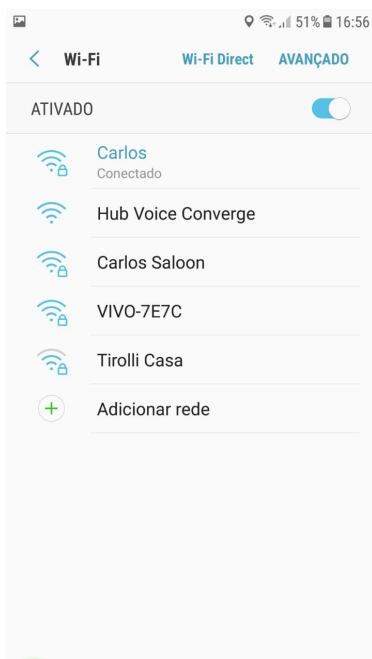 51% 16:56
Wi-Fi Wi-Fi Direct AVANÇADO
ATIVADO
Carlos
Conectado
Hub Voice Converge
Carlos Saloon
VIVO-7E7C
Tirolli Casa
Adicionar rede